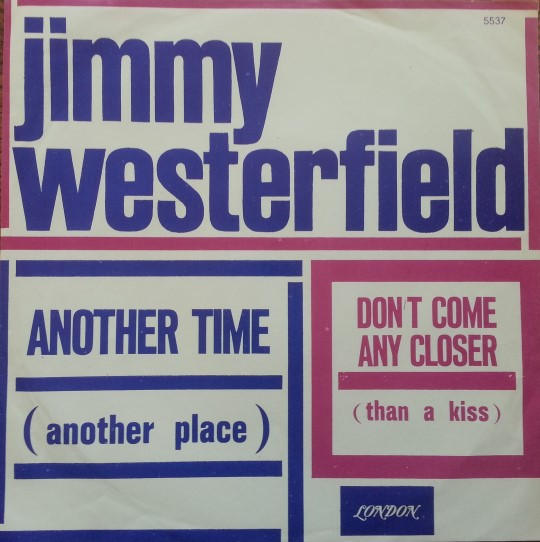 5537
jimmy
westerfield
ANOTHER TIME
(another place)
DON'T COME
ANY CLOSER
(than a kiss)
LONDON